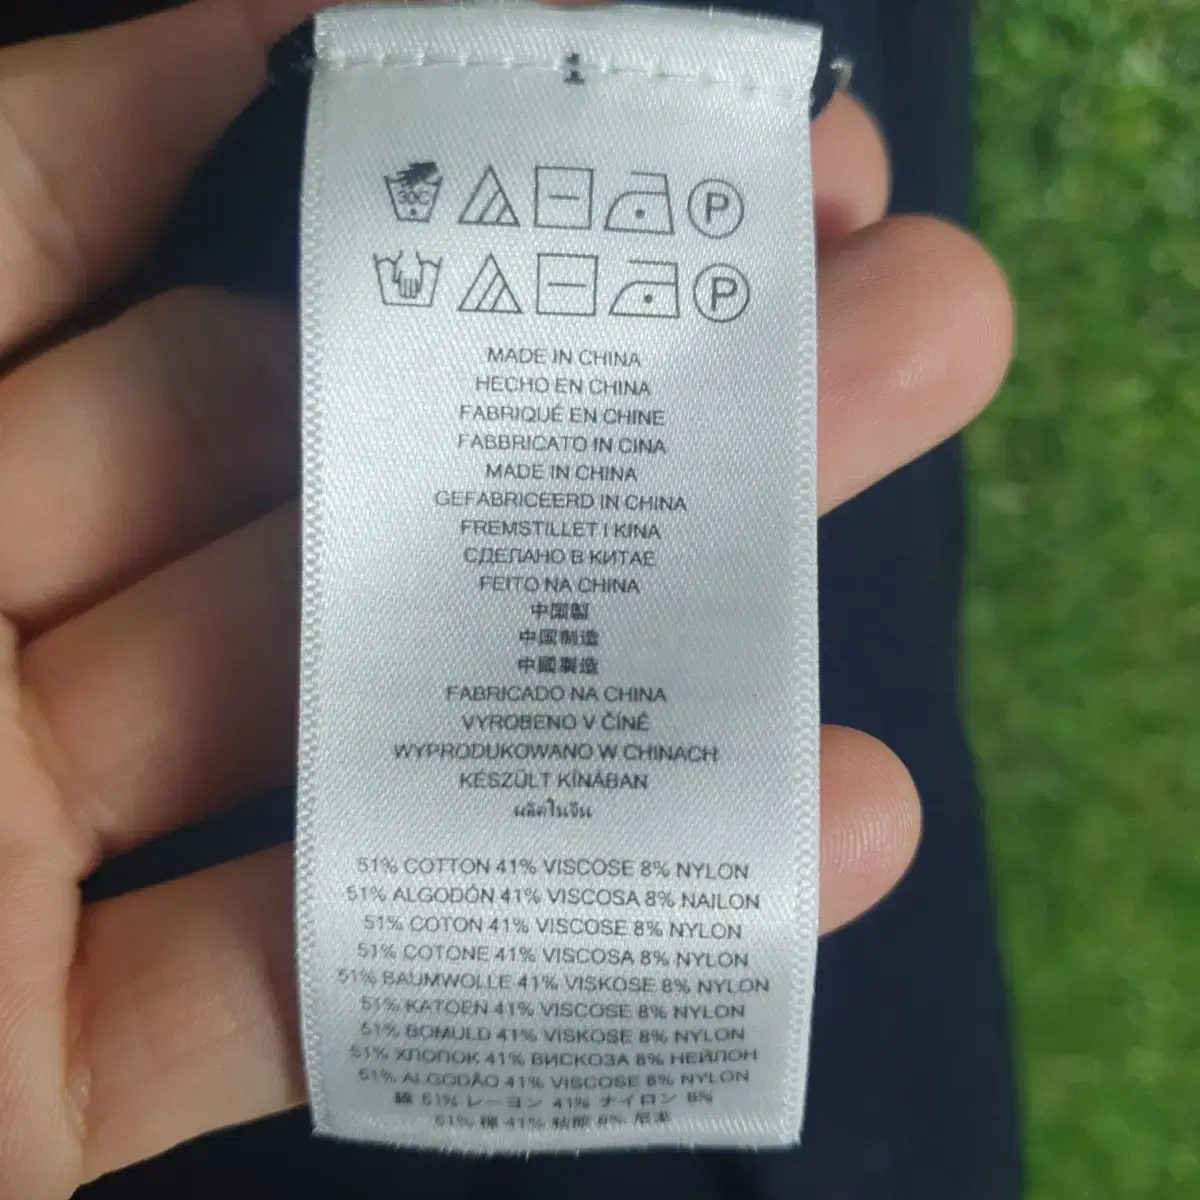 1
30C
P
P
MADE IN CHINA
HECHO EN CHINA
FABRIQUÉ EN CHINE
FABBRICATO IN CINA
MADE IN CHINA
GEFABRICEERD IN CHINA
FREMSTILLET I KINA
СДЕЛАНО В КИТАЕ
FEITO NA CHINA
中国製
中国制造
中國製造
FABRICADO NA CHINA
VYROBENO V ČÍNĚ
WYPRODUKOWANO W CHINACH
KÉSZÜLT KÍNÁBAN
ผลิตในจีน
51% COTTON 41% VISCOSE 8% NYLON
51% ALGODÓN 41% VISCOSA 8% NAILON
51% COTON 41% VISCOSE 8% NYLON
51% COTONE 41% VISCOSA 8% NYLON
51% BAUMWOLLE 41% VISKOSE 8% NYLON
51% KATOEN 41% VISCOSE 8% NYLON
51% BOMULD 41% VISKOSE 8% NYLON
51% ХЛОПОК 41% ВИСКОЗА 8% НЕЙЛОН
51% ALGODÃO 41% VISCOSE 8% NYLON
綿 51% レーヨン 41% ナイロン 8%
51% 棉 41% 8%